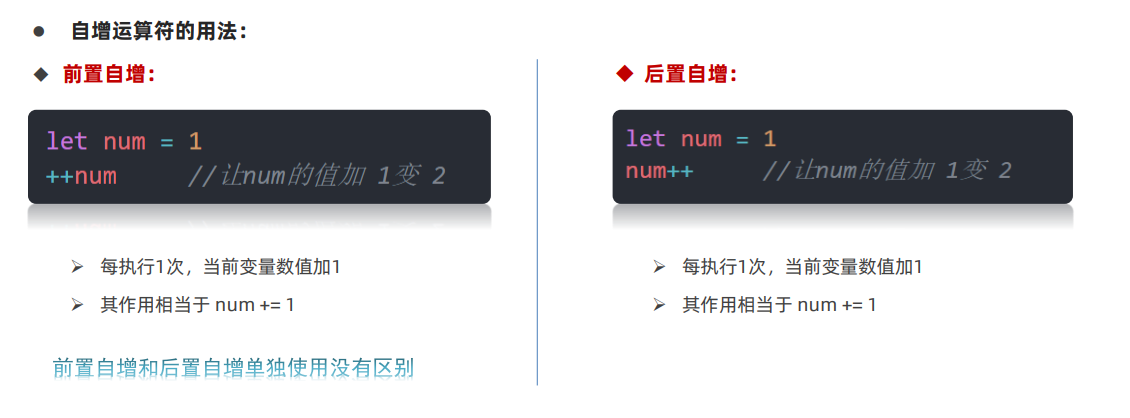 自增运算符的用法：
前置自增：
let num = 1
++num //让num的值加 1变 2
每执行1次，当前变量数值加1
其作用相当于 num += 1
前置自增和后置自增单独使用没有区别
后置自增：
let num = 1
num++ //让num的值加 1变 2
每执行1次，当前变量数值加1
其作用相当于 num += 1